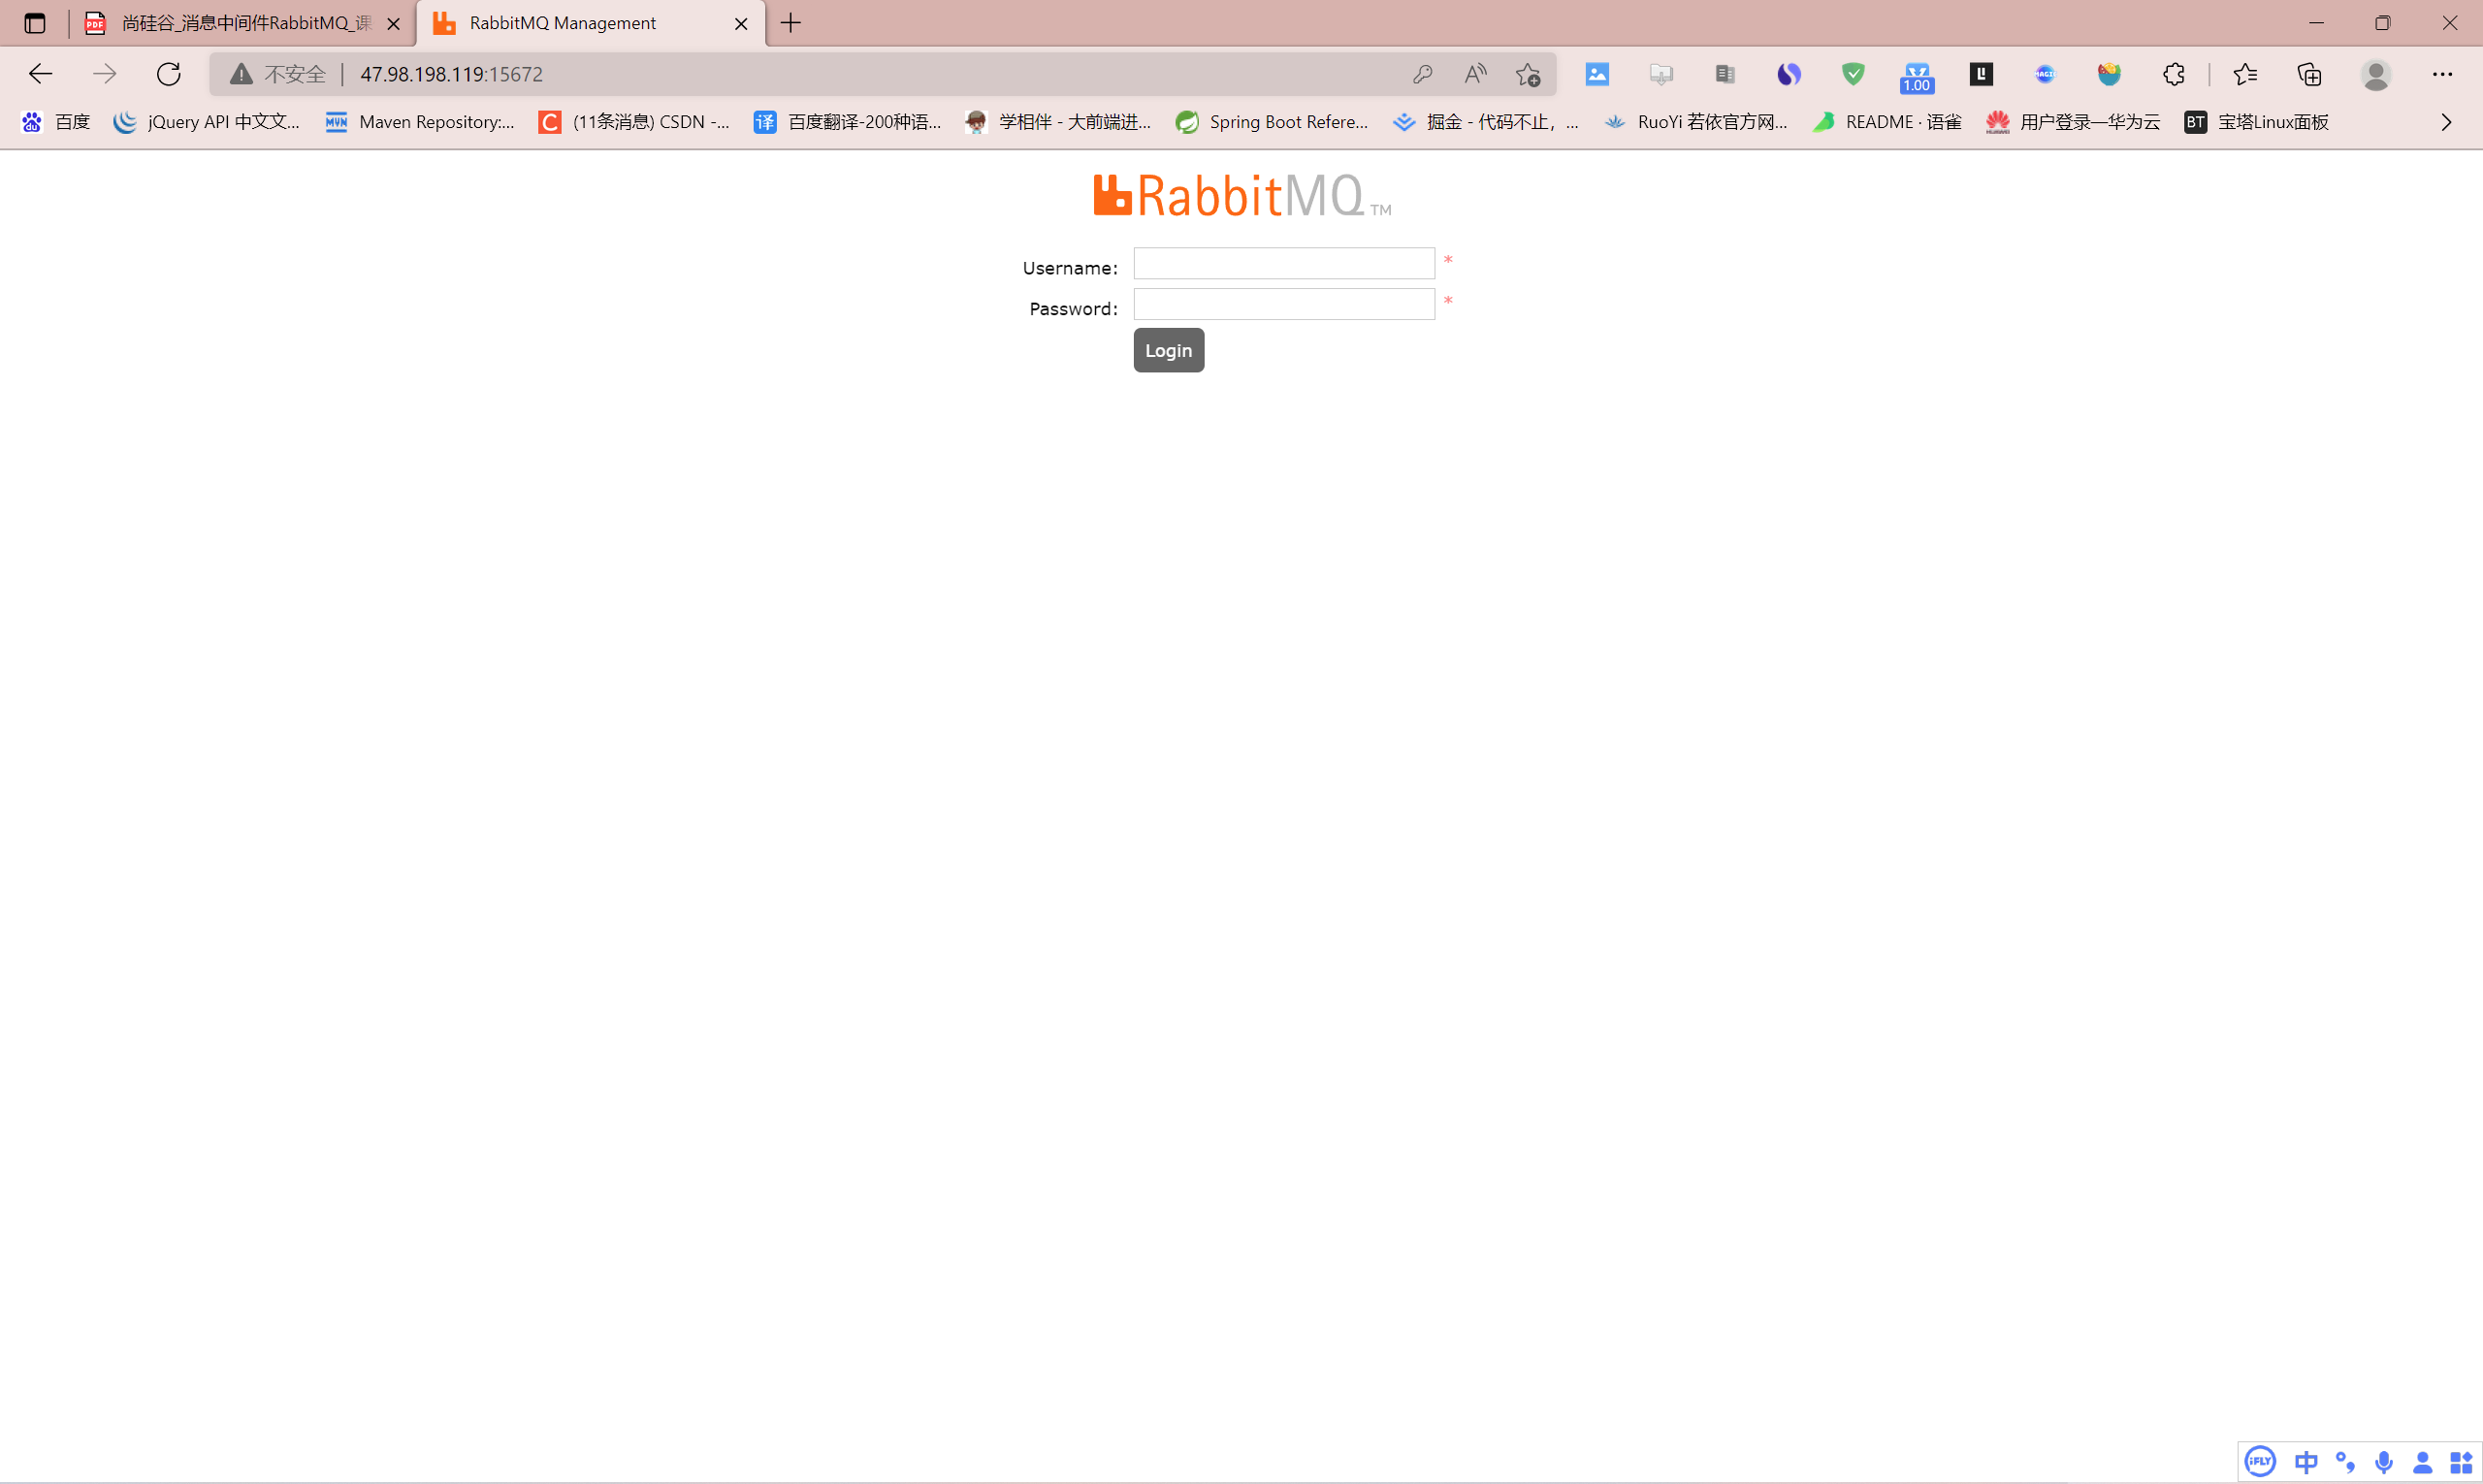 尚硅谷_消息中间件RabbitMQ_课
RabbitMQ Management
不安全 | 47.98.198.119:15672
1.00
百度 jQuery API 中文文... Maven Repository:... (11条消息) CSDN -... 百度翻译-200种语... 学相伴 - 大前端进... Spring Boot Refere... 掘金 - 代码不止，... RuoYi 若依官方网... README · 语雀 用户登录—华为云 宝塔Linux面板
RabbitMQ TM
Username: *
Password: *
Login
iFLY 中